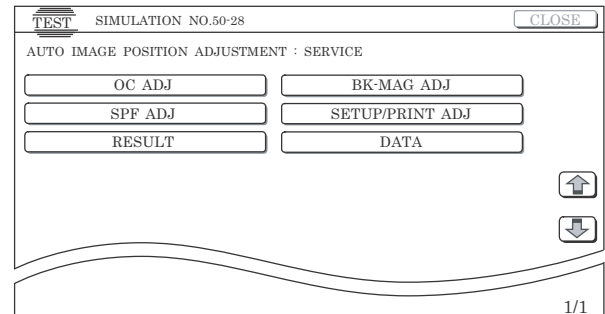 TEST SIMULATION NO.50-28 CLOSE
AUTO IMAGE POSITION ADJUSTMENT : SERVICE
OC ADJ BK-MAG ADJ
SPF ADJ SETUP/PRINT ADJ
RESULT DATA
1/1